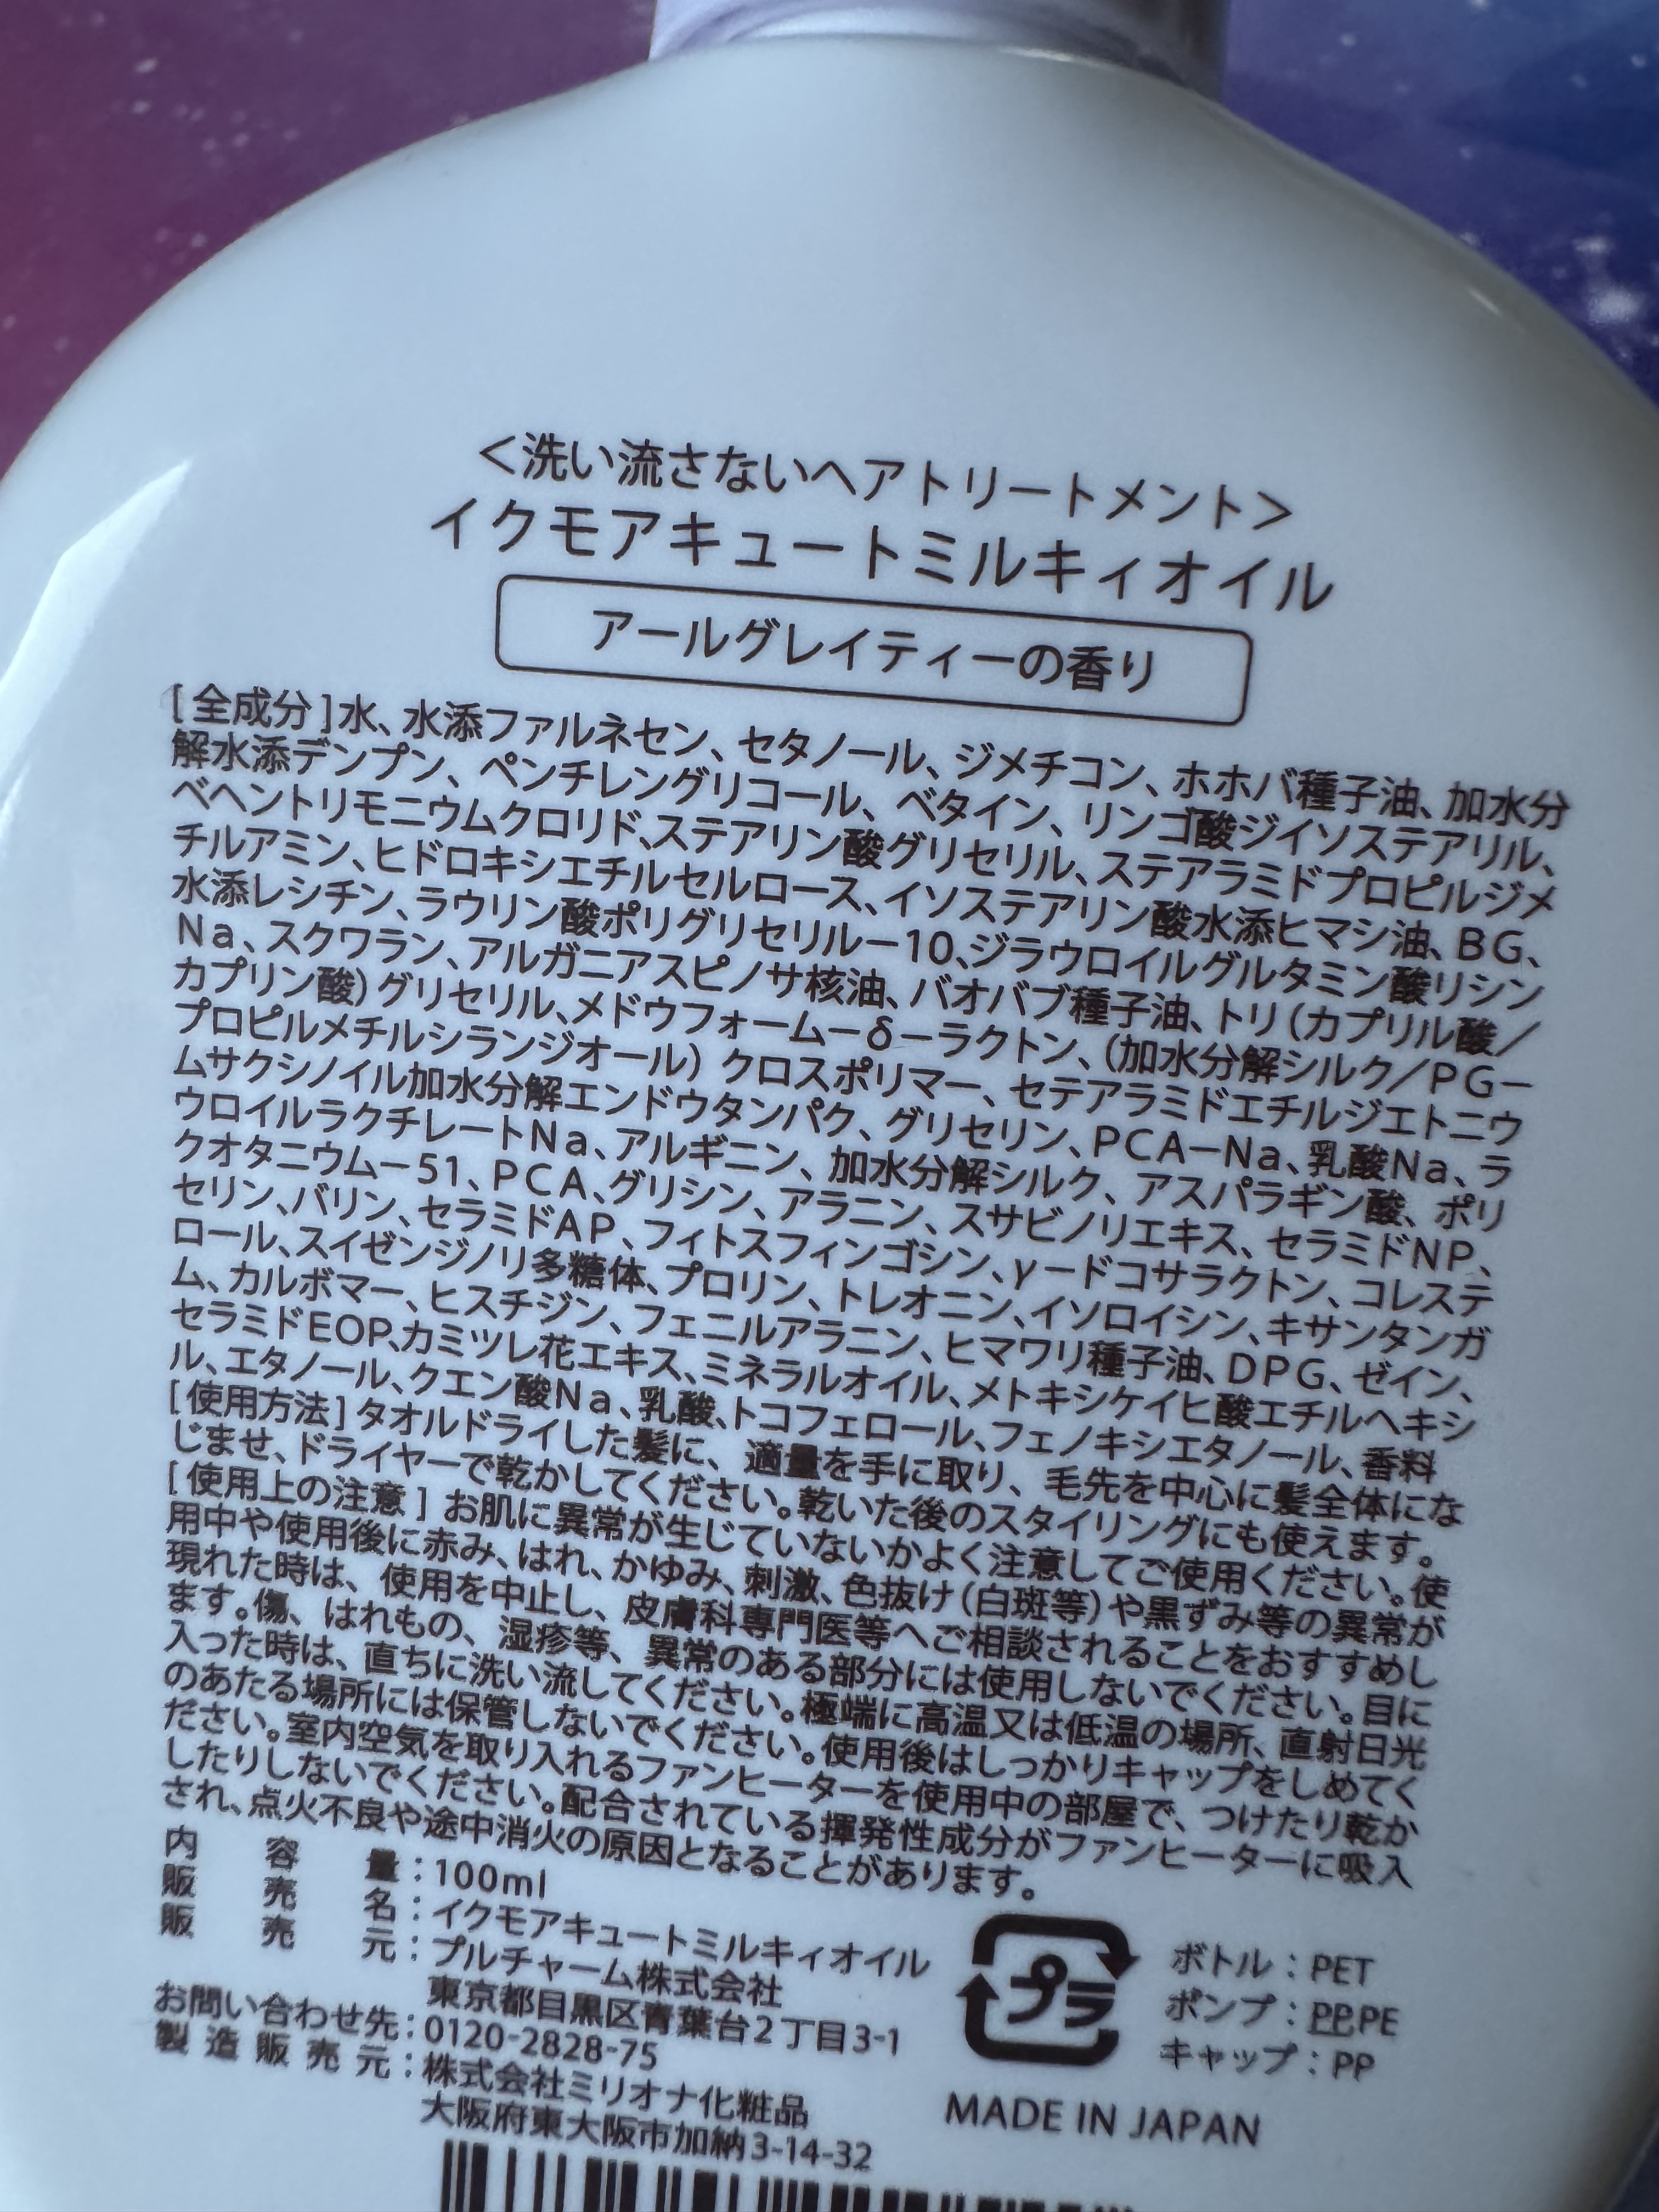 <洗い流さないヘアトリートメント>
イクモアキュートミルキィオイル
アールグレイティーの香り
[全成分]水、水添ファルネセン、セタノール、ジメチコン、ホホバ種子油、加水分
解水添デンプン、ペンチレングリコール、ベタイン、リンゴ酸ジイソステアリル、
ベヘントリモニウムクロリド、ステアリン酸グリセリル、ステアラミドプロピルジメ
チルアミン、ヒドロキシエチルセルロース、イソステアリン酸水添ヒマシ油、BG、
水添レシチン、ラウリン酸ポリグリセリルー10、ジラウロイルグルタミン酸リシン
Na、スクワラン、アルガニアスピノサ核油、バオバブ種子油、トリ(カプリル酸/
カプリン酸)グリセリル、メドウフォームーδーラクトン、(加水分解シルク/PGー
プロピルメチルシランジオール)クロスポリマー、セテアラミドエチルジエトニウ
ムサクシノイル加水分解エンドウタンパク、グリセリン、PCAーNa、乳酸Na、ラ
ウロイルラクチレートNa、アルギニン、加水分解シルク、アスパラギン酸、ポリ
クオタニウムー51、PCA、グリシン、アラニン、スサビノリエキス、セラミドNP、
セリン、バリン、セラミドAP、フィトスフィンゴシン、γードコサラクトン、コレステ
ロール、スイゼンジノリ多糖体、プロリン、トレオニン、イソロイシン、キサンタンガ
ム、カルボマー、ヒスチジン、フェニルアラニン、ヒマワリ種子油、DPG、ゼイン、
セラミドEOP、カミツレ花エキス、ミネラルオイル、メトキシケイヒ酸エチルヘキシ
ル、エタノール、クエン酸Na、乳酸、トコフェロール、フェノキシエタノール、香料
[使用方法]タオルドライした髪に、適量を手に取り、毛先を中心に髪全体にな
じませ、ドライヤーで乾かしてください。乾いた後のスタイリングにも使えます。
[使用上の注意]お肌に異常が生じていないかよく注意してご使用ください。使
用中や使用後に赤み、はれ、かゆみ、刺激、色抜け(白斑等)や黒ずみ等の異常が
現れた時は、使用を中止し、皮膚科専門医等へご相談されることをおすすめし
ます。傷、はれもの、湿疹等、異常のある部分には使用しないでください。目に
入った時は、直ちに洗い流してください。極端に高温又は低温の場所、直射日光
のあたる場所には保管しないでください。使用後はしっかりキャップをしめてく
ださい。室内空気を取り入れるファンヒーターを使用中の部屋で、つけたり乾か
したりしないでください。配合されている揮発性成分がファンヒーターに吸入
され、点火不良や途中消火の原因となることがあります。
内容量:100ml
販売名:イクモアキュートミルキィオイル
販売元:プルチャーム株式会社
東京都目黒区青葉台2丁目3-1
お問い合わせ先:0120-2828-75
製造販売元:株式会社ミリオナ化粧品
大阪府東大阪市加納3-14-32
プラ
ボトル:PET
ポンプ:PP,PE
キャップ:PP
MADE IN JAPAN